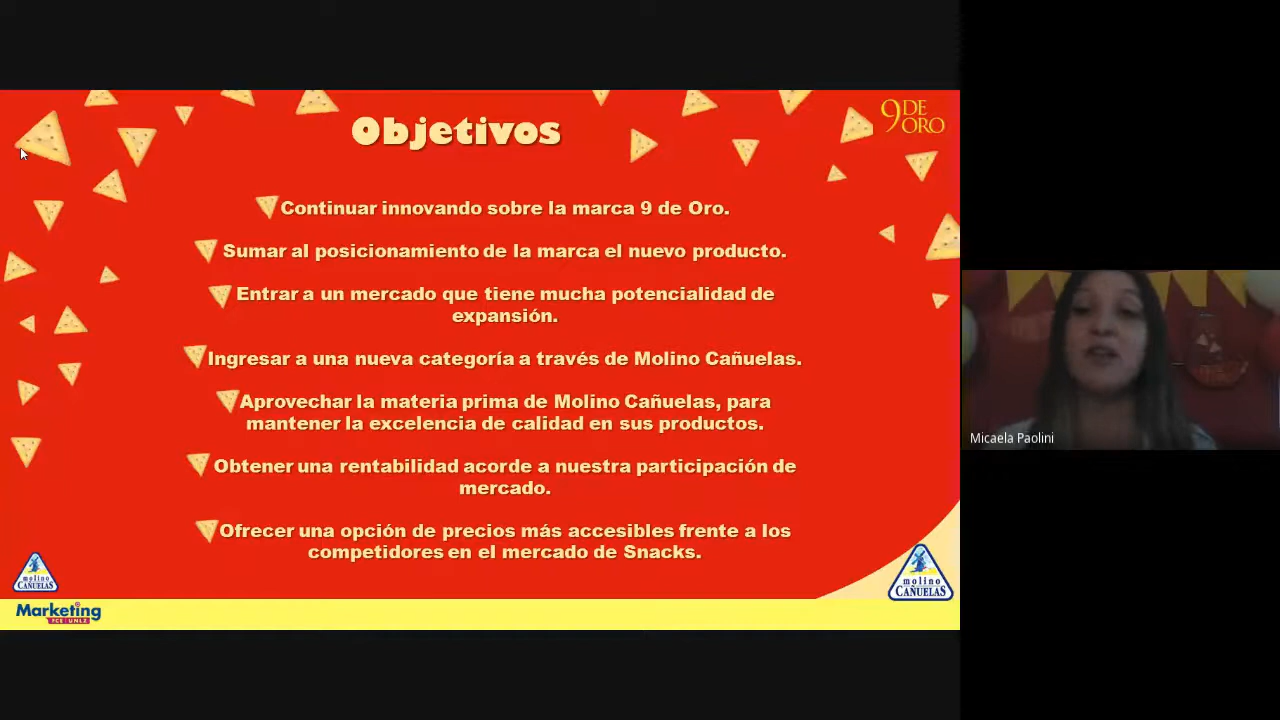 Objetivos
9 DE ORO
Continuar innovando sobre la marca 9 de Oro.
Sumar al posicionamiento de la marca el nuevo producto.
Entrar a un mercado que tiene mucha potencialidad de
expansión.
Ingresar a una nueva categoría a través de Molino Cañuelas.
Aprovechar la materia prima de Molino Cañuelas, para
mantener la excelencia de calidad en sus productos.
Obtener una rentabilidad acorde a nuestra participación de
mercado.
Ofrecer una opción de precios más accesibles frente a los
competidores en el mercado de Snacks.
molino
CAÑUELAS
Marketing
FCE | UNLZ
molino
CAÑUELAS
Micaela Paolini